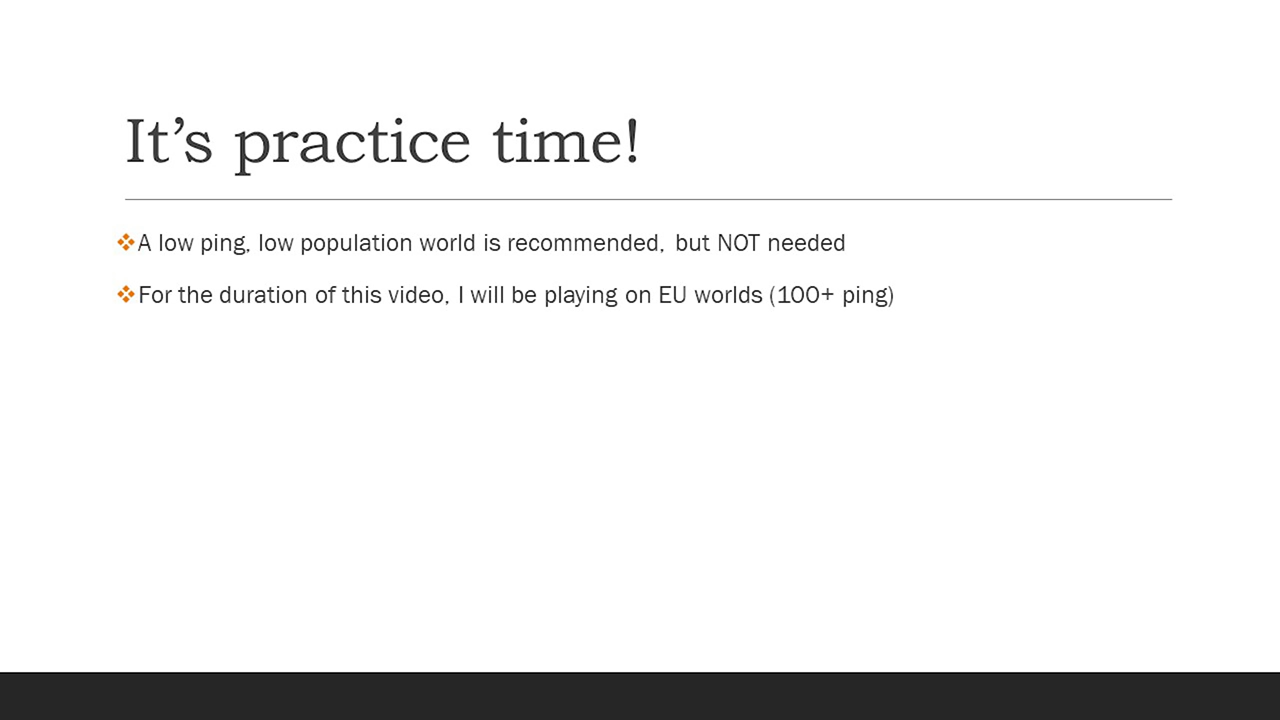 It’s practice time!
A low ping, low population world is recommended, but NOT needed
For the duration of this video, I will be playing on EU worlds (100+ ping)